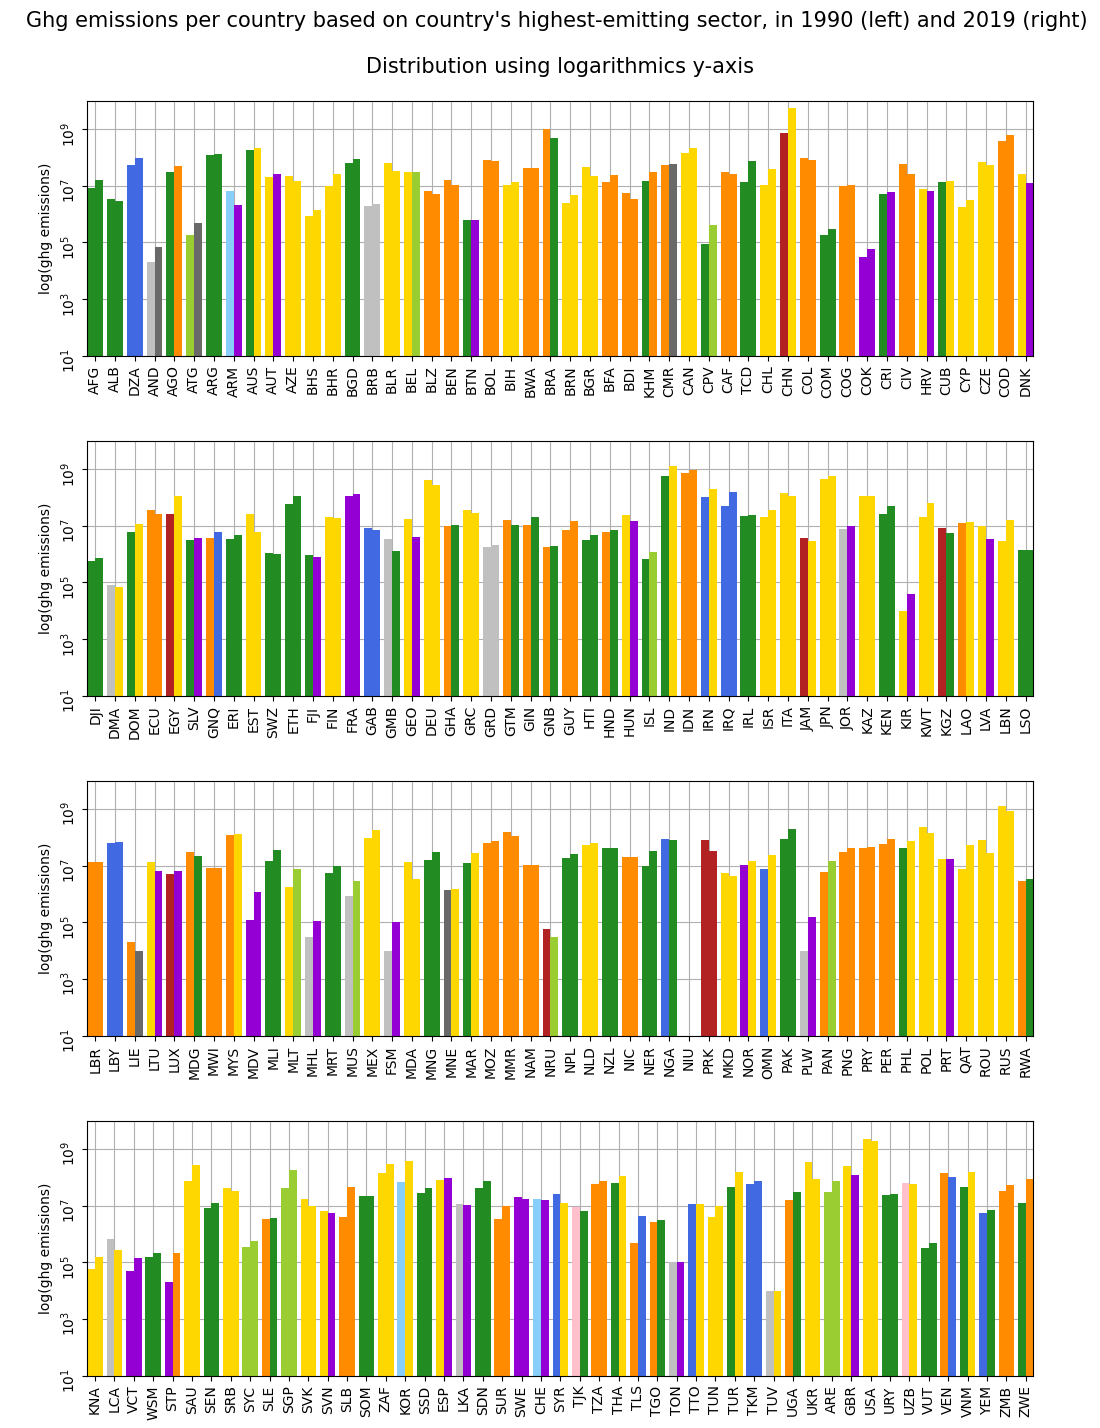 Ghg emissions per country based on country's highest-emitting sector, in 1990 (left) and 2019 (right)
Distribution using logarithmics y-axis
log(ghg emissions)
10^9
10^7
10^5
10^3
10^1
AFG ALB DZA AND AGO ATG ARG ARM AUS AUT AZE BHS BHR BGD BRB BLR BEL BLZ BEN BTN BOL BIH BWA BRA BRN BGR BFA BDI KHM CMR CAN CPV CAF TCD CHL CHN COL COM COG COK CRI CIV HRV CUB CYP CZE COD DNK
log(ghg emissions)
10^9
10^7
10^5
10^3
10^1
DJI DMA DOM ECU EGY SLV GNQ ERI EST SWZ ETH FJI FIN FRA GAB GMB GEO DEU GHA GRC GRD GTM GIN GNB GUY HTI HND HUN ISL IND IDN IRN IRQ IRL ISR ITA JAM JPN JOR KAZ KEN KIR KWT KGZ LAO LVA LBN LSO
log(ghg emissions)
10^9
10^7
10^5
10^3
10^1
LBR LBY LIE LTU LUX MDG MWI MYS MDV MLI MLT MHL MRT MUS MEX FSM MDA MNG MNE MAR MOZ MMR NAM NRU NPL NLD NZL NIC NER NGA NIU PRK MKD NOR OMN PAK PLW PAN PNG PRY PER PHL POL PRT QAT ROU RUS RWA
log(ghg emissions)
10^9
10^7
10^5
10^3
10^1
KNA LCA VCT WSM STP SAU SEN SRB SYC SLE SGP SVK SVN SLB SOM ZAF KOR SSD ESP LKA SDN SUR SWE CHE SYR TJK TZA THA TLS TGO TON TTO TUN TUR TKM TUV UGA UKR ARE GBR USA URY UZB VUT VEN VNM YEM ZMB ZWE